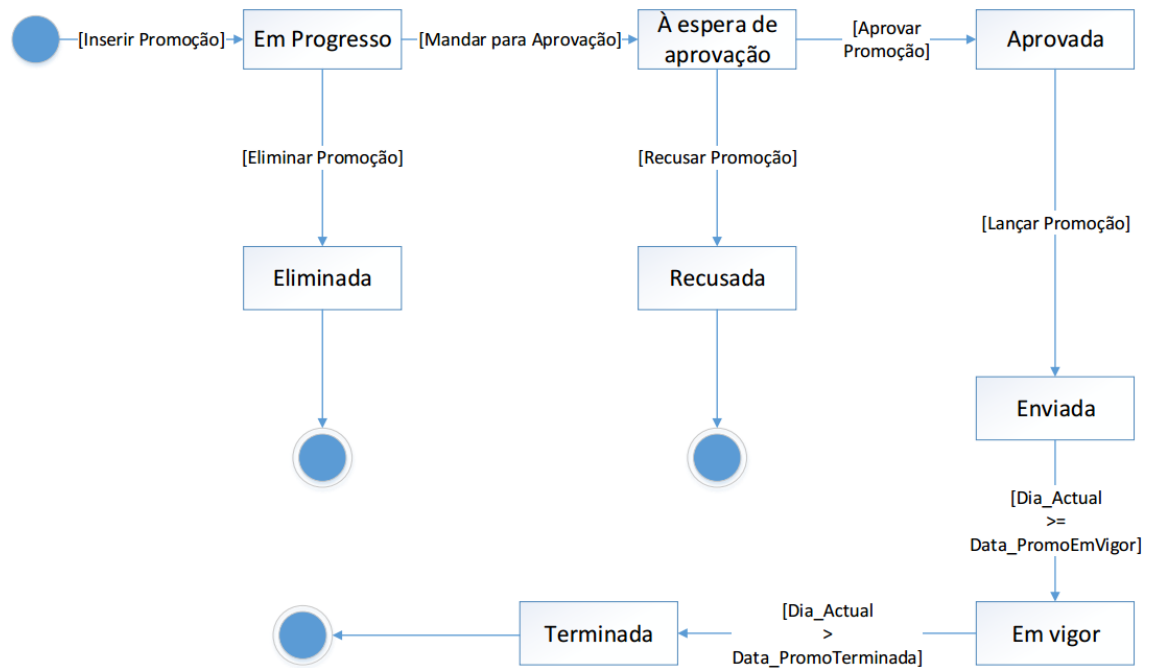 [Inserir Promoção]
Em Progresso
[Mandar para Aprovação]
À espera de
aprovação
[Aprovar
Promoção]
Aprovada
[Eliminar Promoção]
[Recusar Promoção]
[Lançar Promoção]
Eliminada
Recusada
Enviada
[Dia_Actual
>=
Data_PromoEmVigor]
Terminada
[Dia_Actual
>
Data_PromoTerminada]
Em vigor